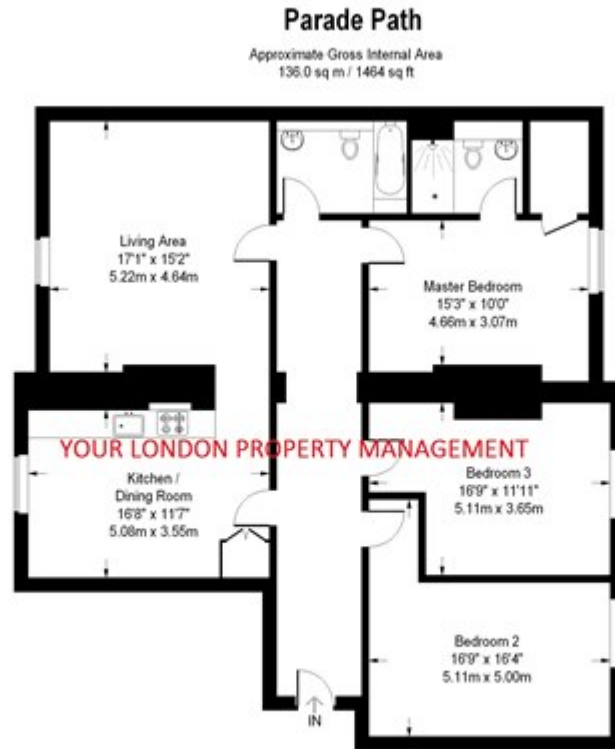 Parade Path
Approximate Gross Internal Area
136.0 sq m / 1464 sq ft
Living Area
17'1" x 15'2"
5.22m x 4.64m
Master Bedroom
15'3" x 10'0"
4.66m x 3.07m
YOUR LONDON PROPERTY MANAGEMENT
Kitchen /
Dining Room
16'8" x 11'7"
5.08m x 3.55m
Bedroom 3
16'9" x 11'11"
5.11m x 3.65m
Bedroom 2
16'9" x 16'4"
5.11m x 5.00m
IN